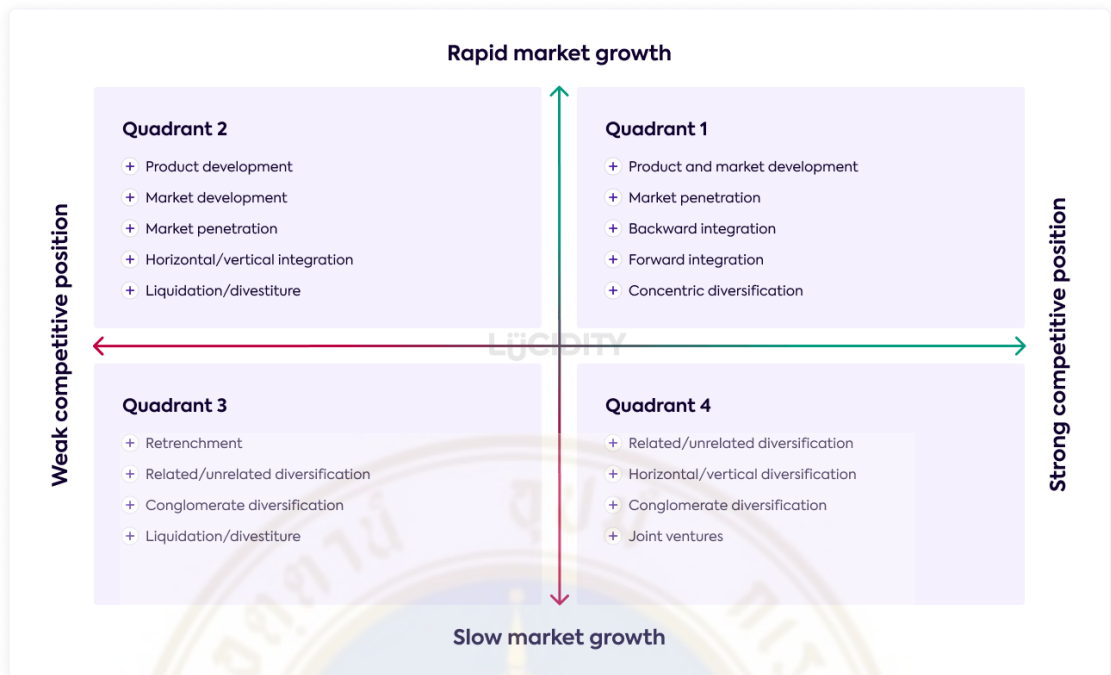 Rapid market growth
Quadrant 2
Product development
Market development
Market penetration
Horizontal/vertical integration
Liquidation/divestiture
Quadrant 1
Product and market development
Market penetration
Backward integration
Forward integration
Concentric diversification
Weak competitive position
Strong competitive position
LüCIDITY
Quadrant 3
Retrenchment
Related/unrelated diversification
Conglomerate diversification
Liquidation/divestiture
Quadrant 4
Related/unrelated diversification
Horizontal/vertical diversification
Conglomerate diversification
Joint ventures
Slow market growth